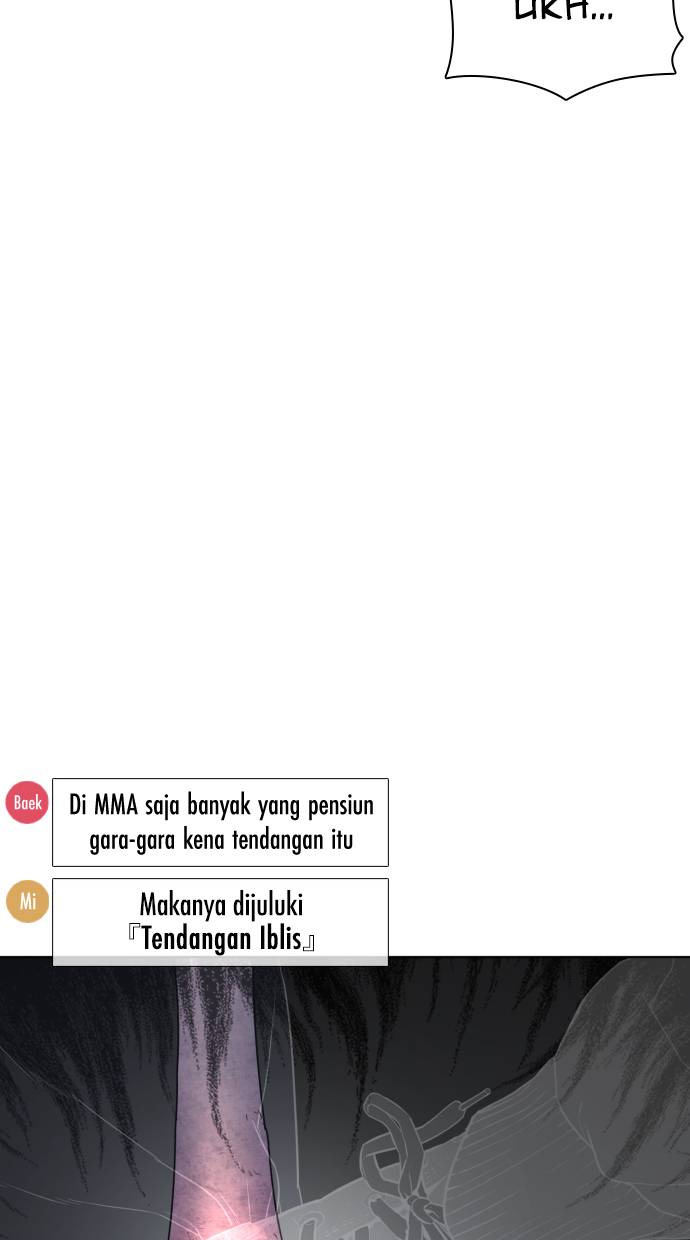 UKH...
Baek
Di MMA saja banyak yang pensiun
gara-gara kena tendangan itu
Mi
Makanya dijuluki
『Tendangan Iblis』